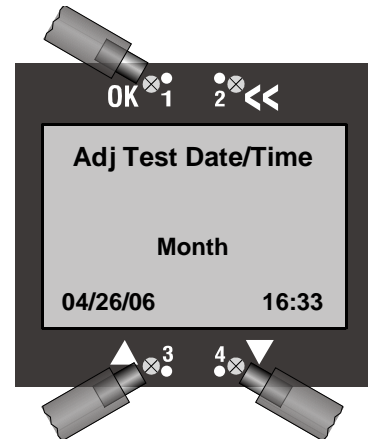 OK 1 2 <<
Adj Test Date/Time
Month
04/26/06 16:33
3 4